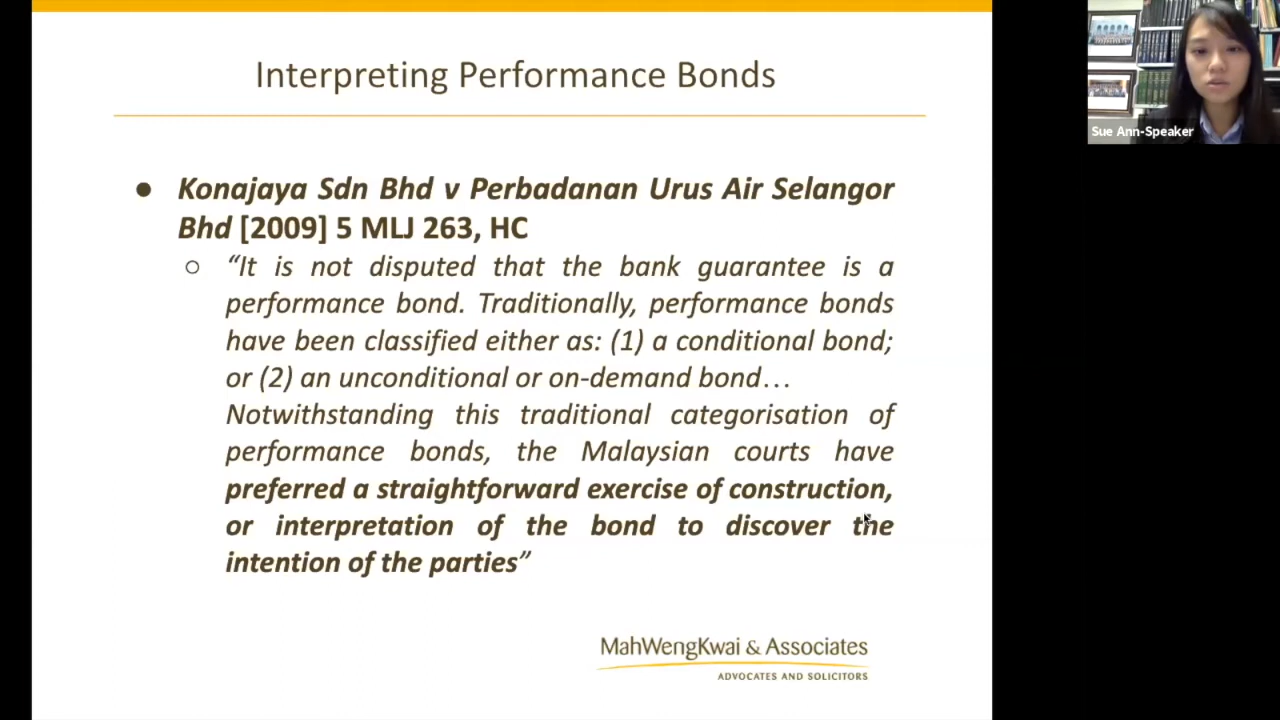 Interpreting Performance Bonds
Sue Ann-Speaker
● Konajaya Sdn Bhd v Perbadanan Urus Air Selangor
Bhd [2009] 5 MLJ 263, HC
○ “It is not disputed that the bank guarantee is a
performance bond. Traditionally, performance bonds
have been classified either as: (1) a conditional bond;
or (2) an unconditional or on-demand bond…
Notwithstanding this traditional categorisation of
performance bonds, the Malaysian courts have
preferred a straightforward exercise of construction,
or interpretation of the bond to discover the
intention of the parties”
MahWengKwai & Associates
ADVOCATES AND SOLICITORS